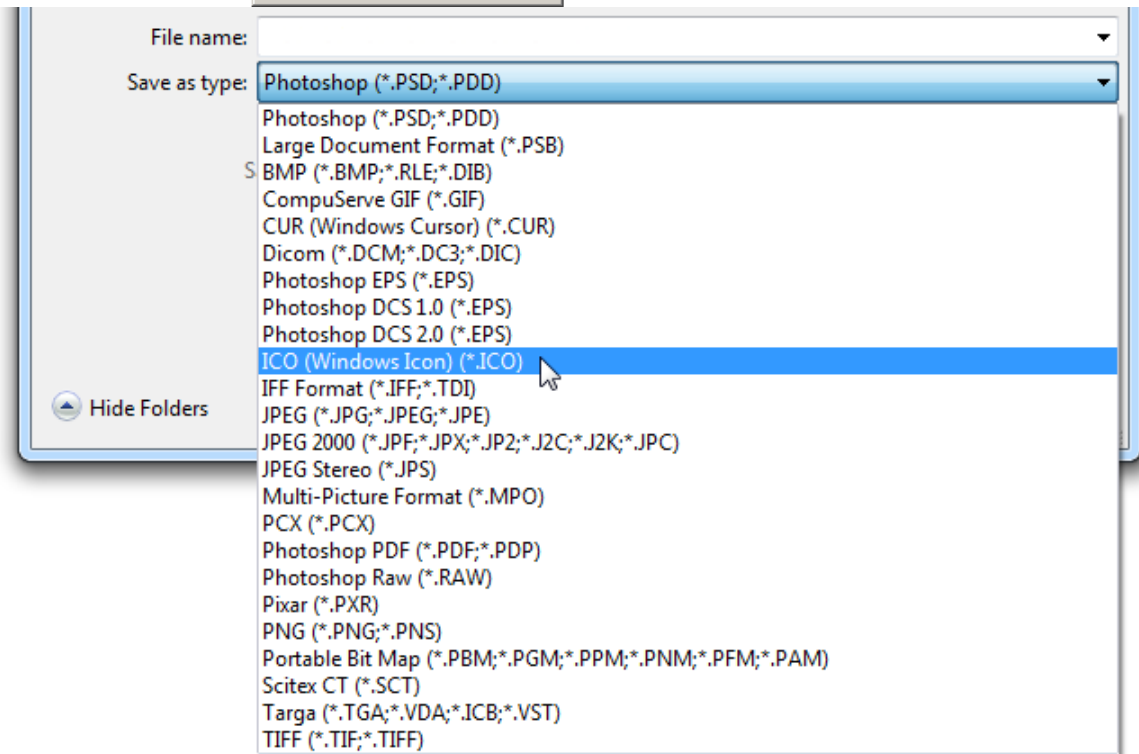 File name:
Save as type: Photoshop (*.PSD;*.PDD)
Photoshop (*.PSD;*.PDD)
Large Document Format (*.PSB)
S BMP (*.BMP;*.RLE;*.DIB)
CompuServe GIF (*.GIF)
CUR (Windows Cursor) (*.CUR)
Dicom (*.DCM;*.DC3;*.DIC)
Photoshop EPS (*.EPS)
Photoshop DCS 1.0 (*.EPS)
Photoshop DCS 2.0 (*.EPS)
ICO (Windows Icon) (*.ICO)
IFF Format (*.IFF;*.TDI)
Hide Folders
JPEG (*.JPG;*.JPEG;*.JPE)
JPEG 2000 (*.JPF;*.JPX;*.JP2;*.J2C;*.J2K;*.JPC)
JPEG Stereo (*.JPS)
Multi-Picture Format (*.MPO)
PCX (*.PCX)
Photoshop PDF (*.PDF;*.PDP)
Photoshop Raw (*.RAW)
Pixar (*.PXR)
PNG (*.PNG;*.PNS)
Portable Bit Map (*.PBM;*.PGM;*.PPM;*.PNM;*.PFM;*.PAM)
Scitex CT (*.SCT)
Targa (*.TGA;*.VDA;*.ICB;*.VST)
TIFF (*.TIF;*.TIFF)